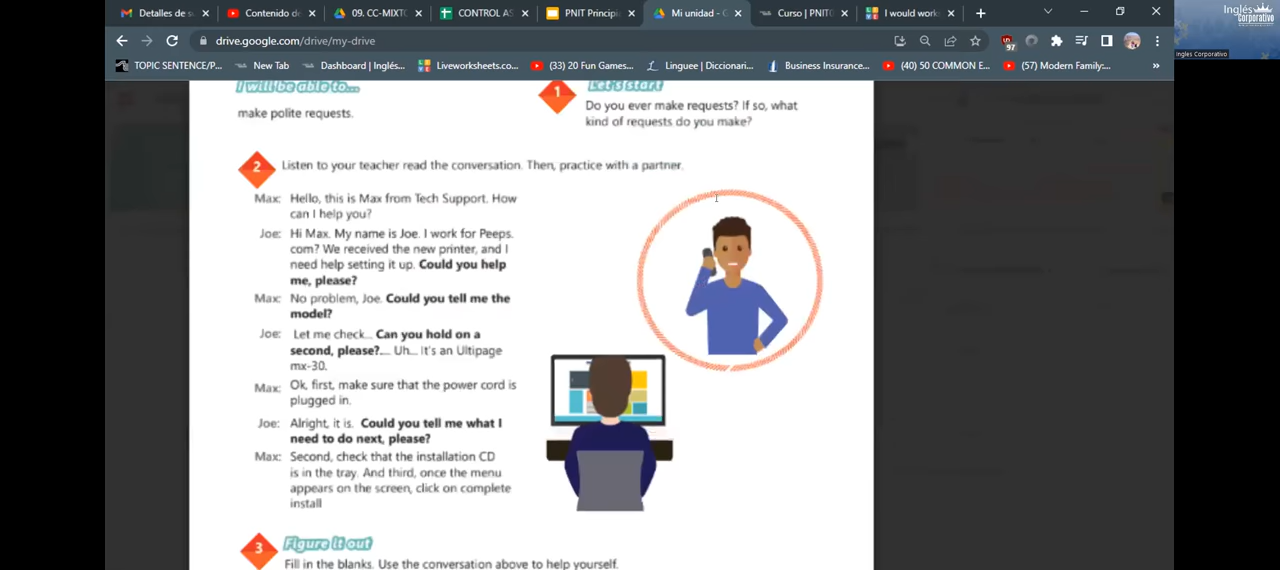 Detalles de su
Contenido de
09. CC-MIXTO
CONTROL AS
PNIT Principia
Mi unidad - G
Curso | PNITG
I would work
drive.google.com/drive/my-drive
97
TOPIC SENTENCE/P...
New Tab
Dashboard | Inglés...
Liveworksheets.co...
(33) 20 Fun Games...
Linguee | Diccionari...
Business Insurance...
(40) 50 COMMON E...
(57) Modern Family:...
»
Inglés
Corporativo
Ingles Corporativo
I will be able to...
make polite requests.
1
Let's start
Do you ever make requests? If so, what
kind of requests do you make?
2
Listen to your teacher read the conversation. Then, practice with a partner.
Max: Hello, this is Max from Tech Support. How
can I help you?
Joe: Hi Max. My name is Joe. I work for Peeps.
com? We received the new printer, and I
need help setting it up. Could you help
me, please?
Max: No problem, Joe. Could you tell me the
model?
Joe: Let me check... Can you hold on a
second, please?.... Uh... It's an Ultipage
mx-30.
Max: Ok, first, make sure that the power cord is
plugged in.
Joe: Alright, it is. Could you tell me what I
need to do next, please?
Max: Second, check that the installation CD
is in the tray. And third, once the menu
appears on the screen, click on complete
install
3
Figure it out
Fill in the blanks. Use the conversation above to help yourself.